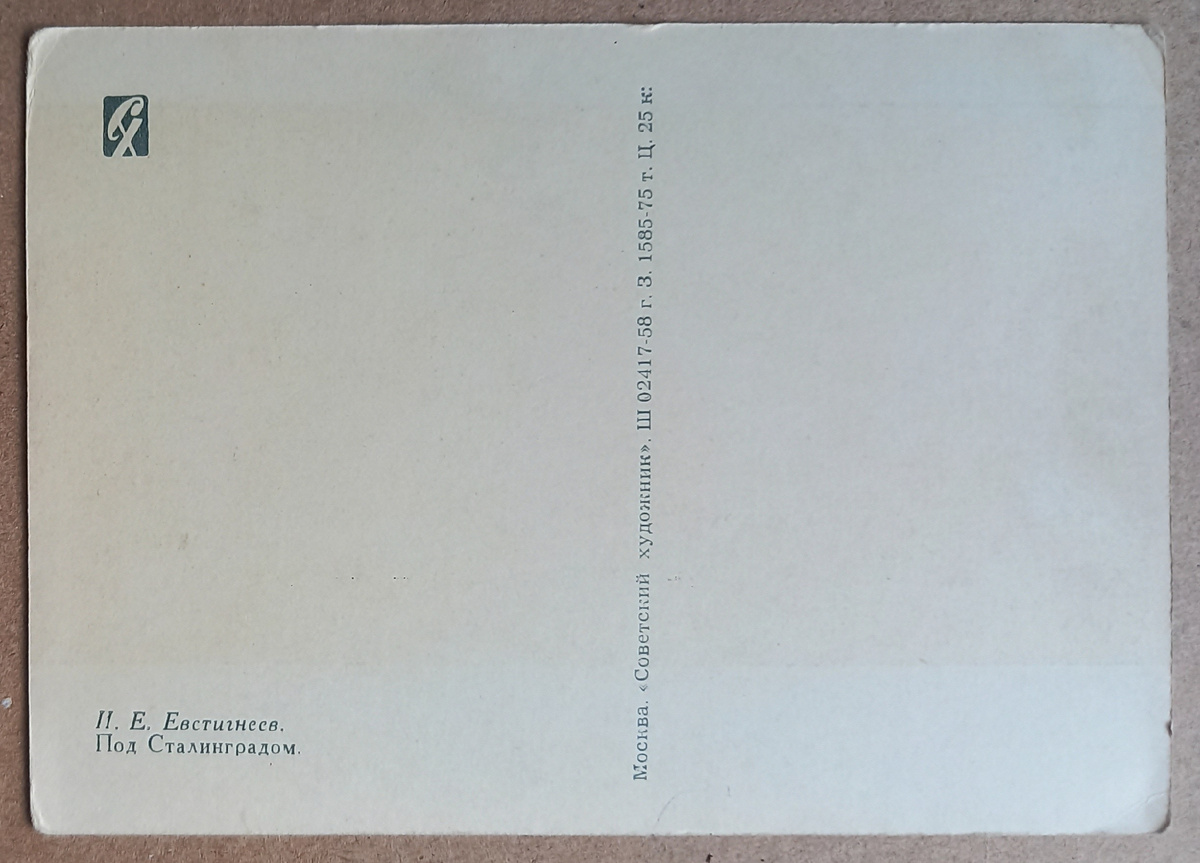 СХ
И. Е. Евстигнеев.
Под Сталинградом.
Москва. «Советский художник». Ш 02417-58 г. З. 1585-75 т. Ц. 25 к.